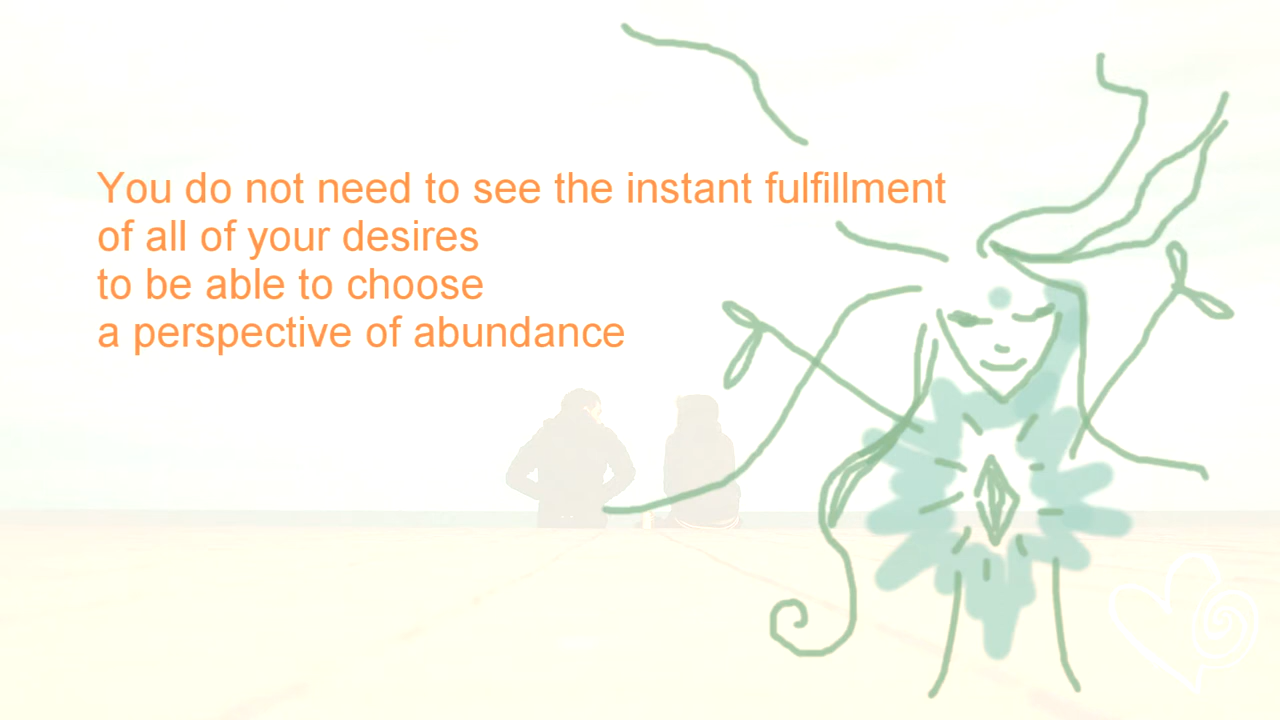 You do not need to see the instant fulfillment
of all of your desires
to be able to choose
a perspective of abundance